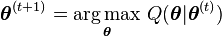 𝜽^{(t+1)} = arg max_𝜽 Q(𝜽|𝜽^{(t)})